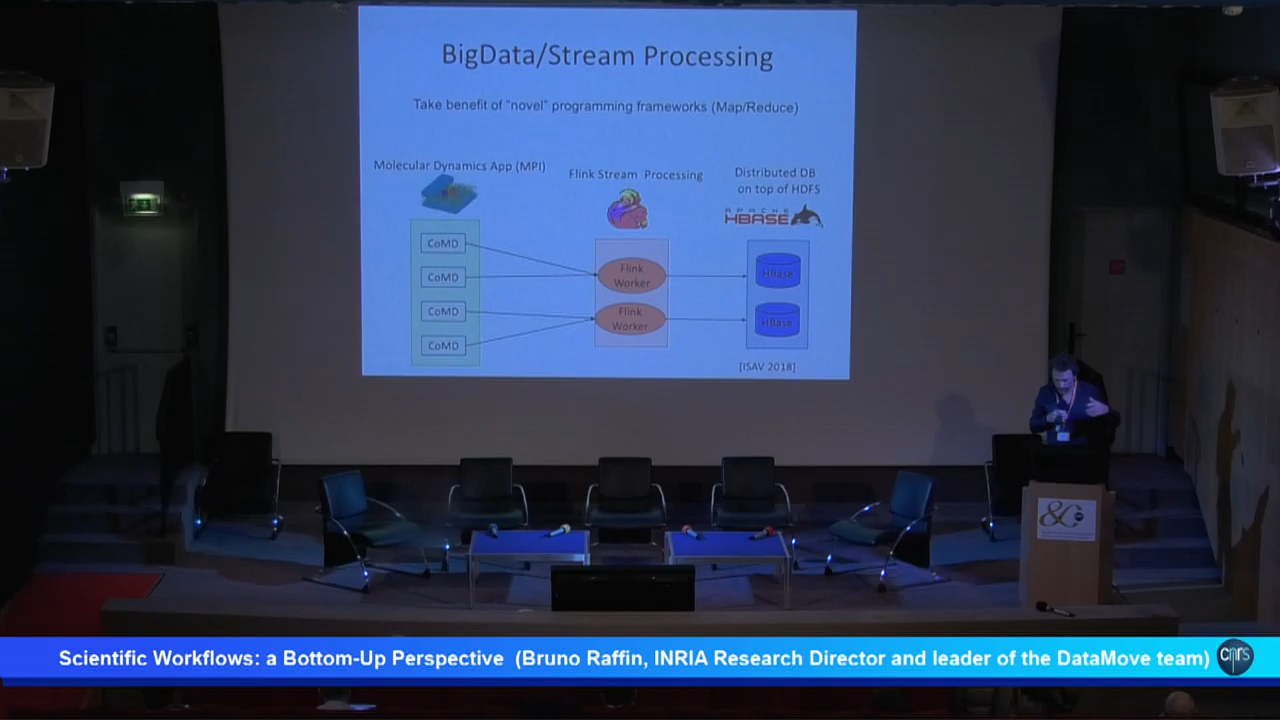 BigData/Stream Processing
Take benefit of "novel" programming frameworks (Map/Reduce)
Molecular Dynamics App (MPI)
Flink Stream Processing
Distributed DB
on top of HDFS
APACHE
HBASE
CoMD
CoMD
CoMD
CoMD
Flink
Worker
Flink
Worker
HBase
HBase
[ISAV 2018]
&C
Scientific Workflows: a Bottom-Up Perspective (Bruno Raffin, INRIA Research Director and leader of the DataMove team)
cnrs